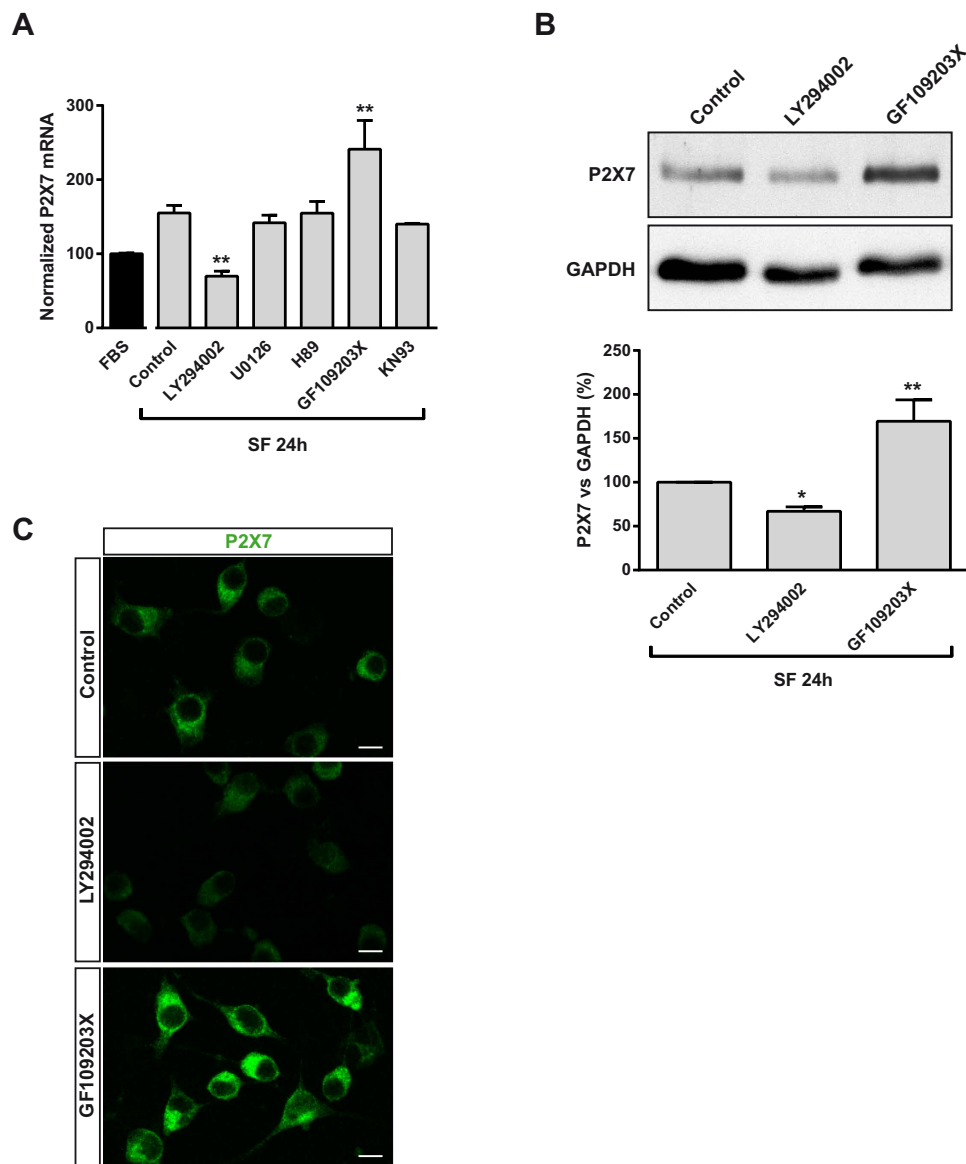 A
Normalized P2X7 mRNA
300
200
100
0
**
**
FBS
Control
LY294002
U0126
H89
GF109203X
KN93
SF 24h
B
Control
LY294002
GF109203X
P2X7
GAPDH
P2X7 vs GAPDH (%)
250
200
150
100
50
0
*
**
Control
LY294002
GF109203X
SF 24h
C
P2X7
Control
LY294002
GF109203X